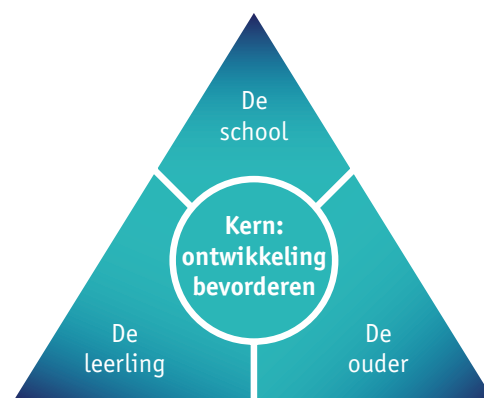 De
school
Kern:
ontwikkeling
bevorderen
De
leerling
De
ouder